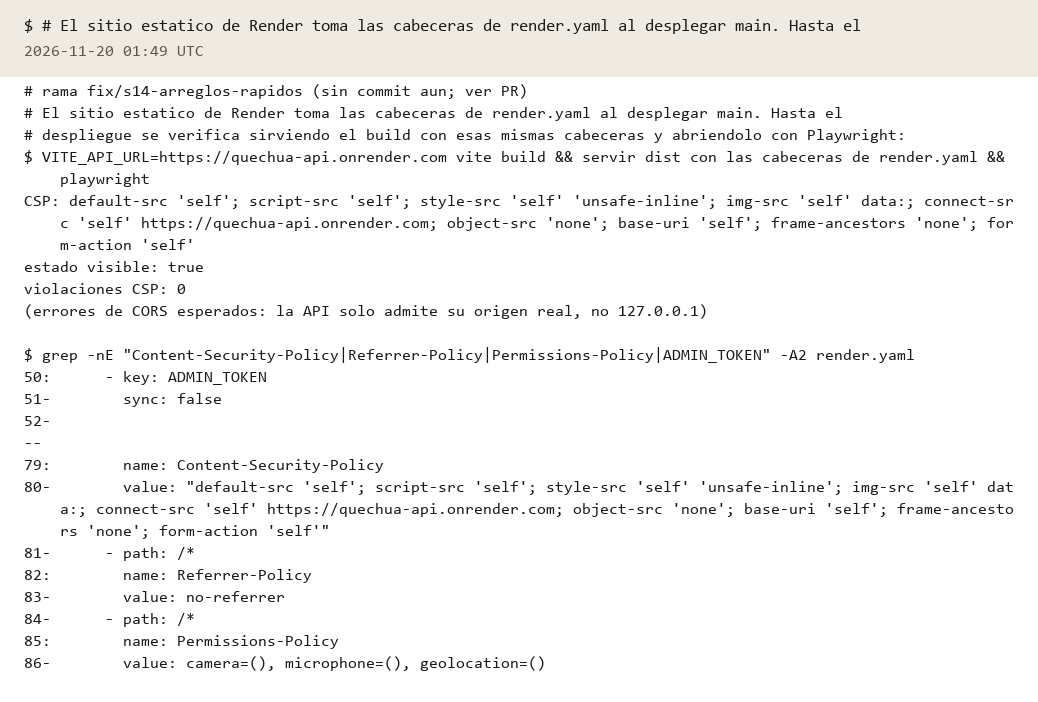 $ # El sitio estatico de Render toma las cabeceras de render.yaml al desplegar main. Hasta el
2026-11-20 01:49 UTC
# rama fix/s14-arreglos-rapidos (sin commit aun; ver PR)
# El sitio estatico de Render toma las cabeceras de render.yaml al desplegar main. Hasta el
# despliegue se verifica sirviendo el build con esas mismas cabeceras y abriendolo con Playwright:
$ VITE_API_URL=https://quechua-api.onrender.com vite build && servir dist con las cabeceras de render.yaml &&
playwright
CSP: default-src 'self'; script-src 'self'; style-src 'self' 'unsafe-inline'; img-src 'self' data:; connect-sr
c 'self' https://quechua-api.onrender.com; object-src 'none'; base-uri 'self'; frame-ancestors 'none'; for
m-action 'self'
estado visible: true
violaciones CSP: 0
(errores de CORS esperados: la API solo admite su origen real, no 127.0.0.1)
$ grep -nE "Content-Security-Policy|Referrer-Policy|Permissions-Policy|ADMIN_TOKEN" -A2 render.yaml
50:      - key: ADMIN_TOKEN
51-        sync: false
52-
--
79:        name: Content-Security-Policy
80-        value: "default-src 'self'; script-src 'self'; style-src 'self' 'unsafe-inline'; img-src 'self' dat
a:; connect-src 'self' https://quechua-api.onrender.com; object-src 'none'; base-uri 'self'; frame-ancesto
rs 'none'; form-action 'self'"
81-      - path: /*
82:        name: Referrer-Policy
83-        value: no-referrer
84-      - path: /*
85:        name: Permissions-Policy
86-        value: camera=(), microphone=(), geolocation=()